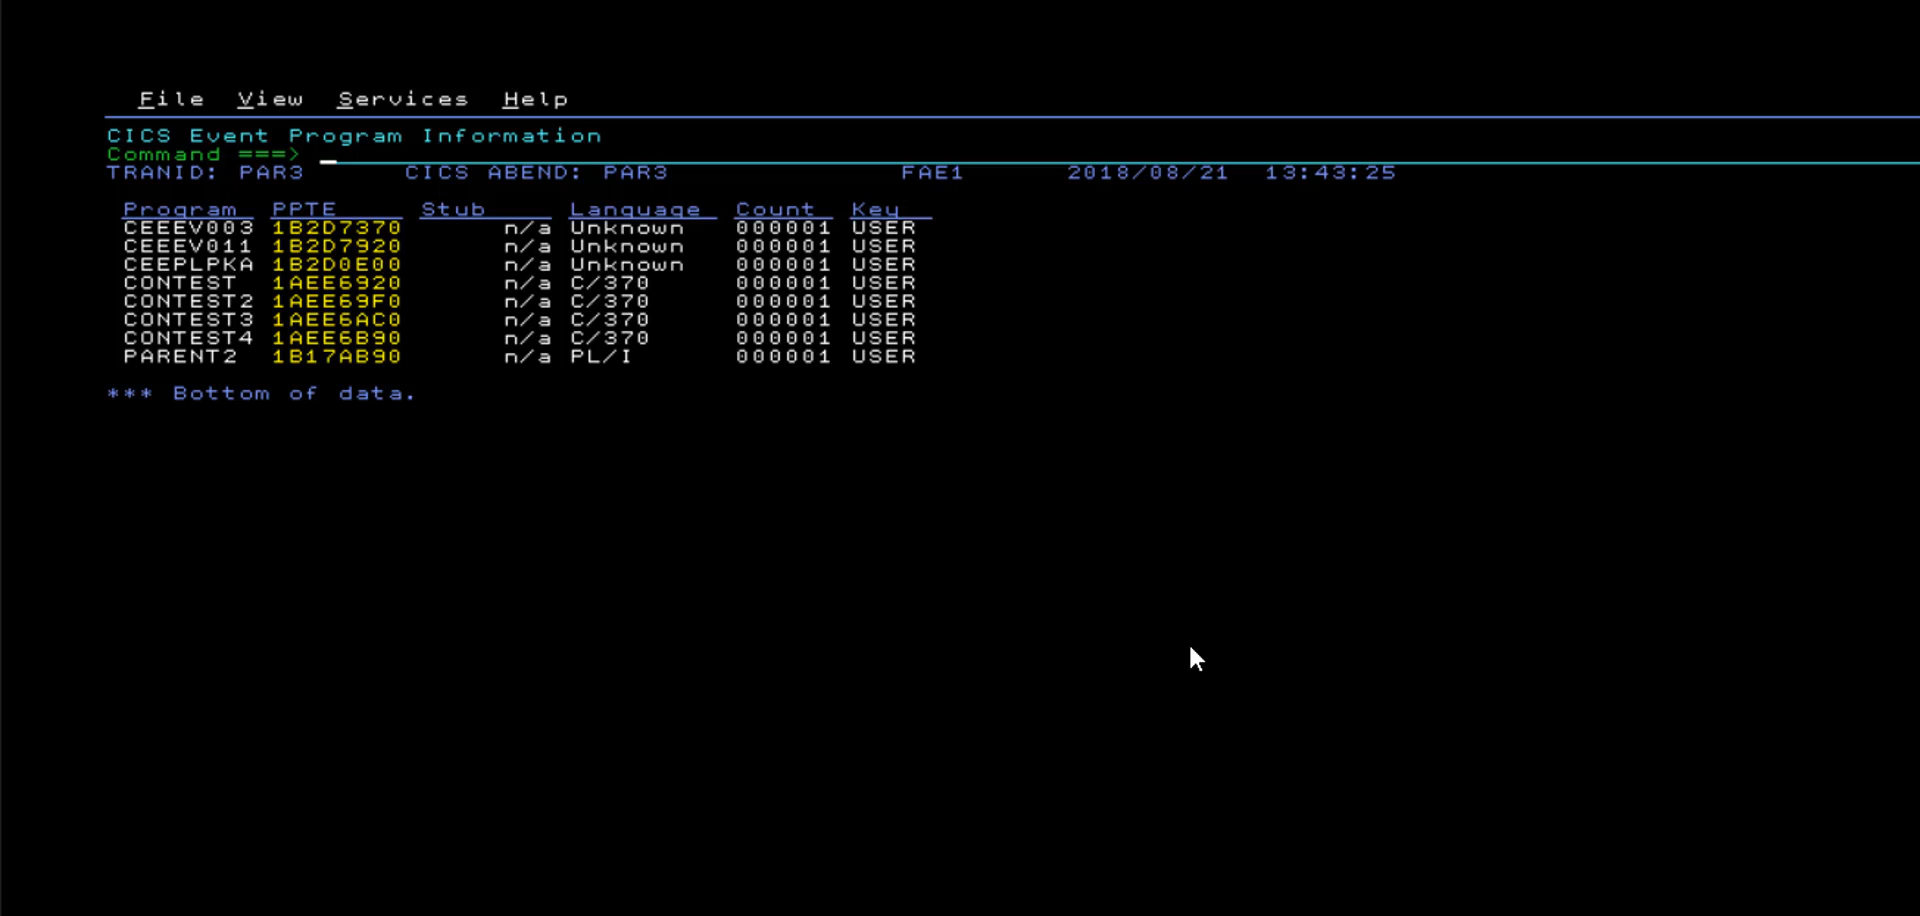 File View Services Help
CICS Event Program Information
Command ===>
TRANID: PAR3 CICS ABEND: PAR3 FAE1 2018/08/21 13:43:25
Program PPTE Stub Language Count Key
CEEEV003 1B2D7370 n/a Unknown 000001 USER
CEEEV011 1B2D7920 n/a Unknown 000001 USER
CEEPLPKA 1B2D0E00 n/a Unknown 000001 USER
CONTEST 1AEE6920 n/a C/370 000001 USER
CONTEST2 1AEE69F0 n/a C/370 000001 USER
CONTEST3 1AEE6AC0 n/a C/370 000001 USER
CONTEST4 1AEE6B90 n/a C/370 000001 USER
PARENT2 1B17AB90 n/a PL/I 000001 USER
*** Bottom of data.